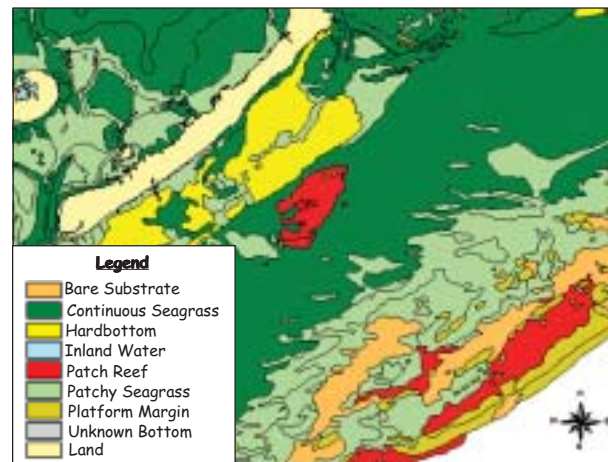 Legend
Bare Substrate
Continuous Seagrass
Hardbottom
Inland Water
Patch Reef
Patchy Seagrass
Platform Margin
Unknown Bottom
Land